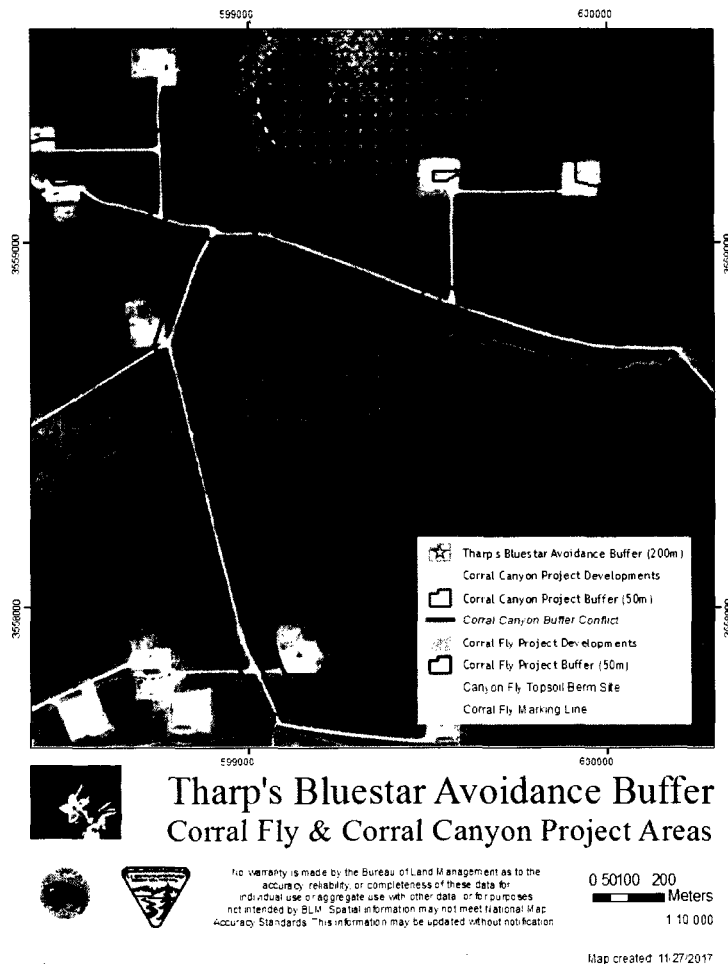 599000
600000
3559000
3559000
3558000
3558000
Tharp's Bluestar Avoidance Buffer (200m)
Corral Canyon Project Developments
Corral Canyon Project Buffer (50m)
Corral Canyon Buffer Conflict
Corral Fly Project Developments
Corral Fly Project Buffer (50m)
Canyon Fly Topsoil Berm Site
Corral Fly Marking Line
599000
600000
Tharp's Bluestar Avoidance Buffer
Corral Fly & Corral Canyon Project Areas
No warranty is made by the Bureau of Land Management as to the
accuracy, reliability, or completeness of these data for
individual use or aggregate use with other data, or for purposes
not intended by BLM. Spatial information may not meet National Map
Accuracy Standards. This information may be updated without notification
0 50100 200
Meters
1:10 000
Map created: 11/27/2017